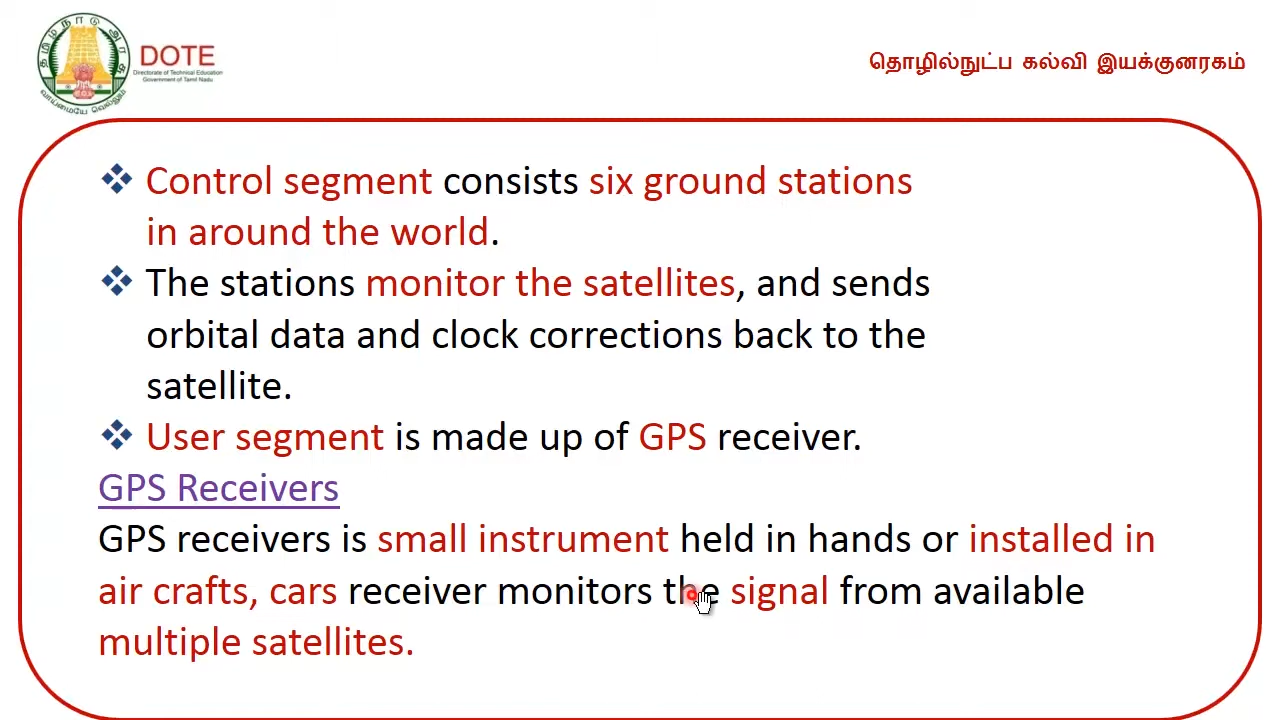 தமிழ்நாடு அரசு
வாய்மையே வெல்லும்
DOTE
Directorate of Technical Education
Government of Tamil Nadu
தொழில்நுட்ப கல்வி இயக்குனரகம்
❖ Control segment consists six ground stations
in around the world.
❖ The stations monitor the satellites, and sends
orbital data and clock corrections back to the
satellite.
❖ User segment is made up of GPS receiver.
GPS Receivers
GPS receivers is small instrument held in hands or installed in
air crafts, cars receiver monitors the signal from available
multiple satellites.